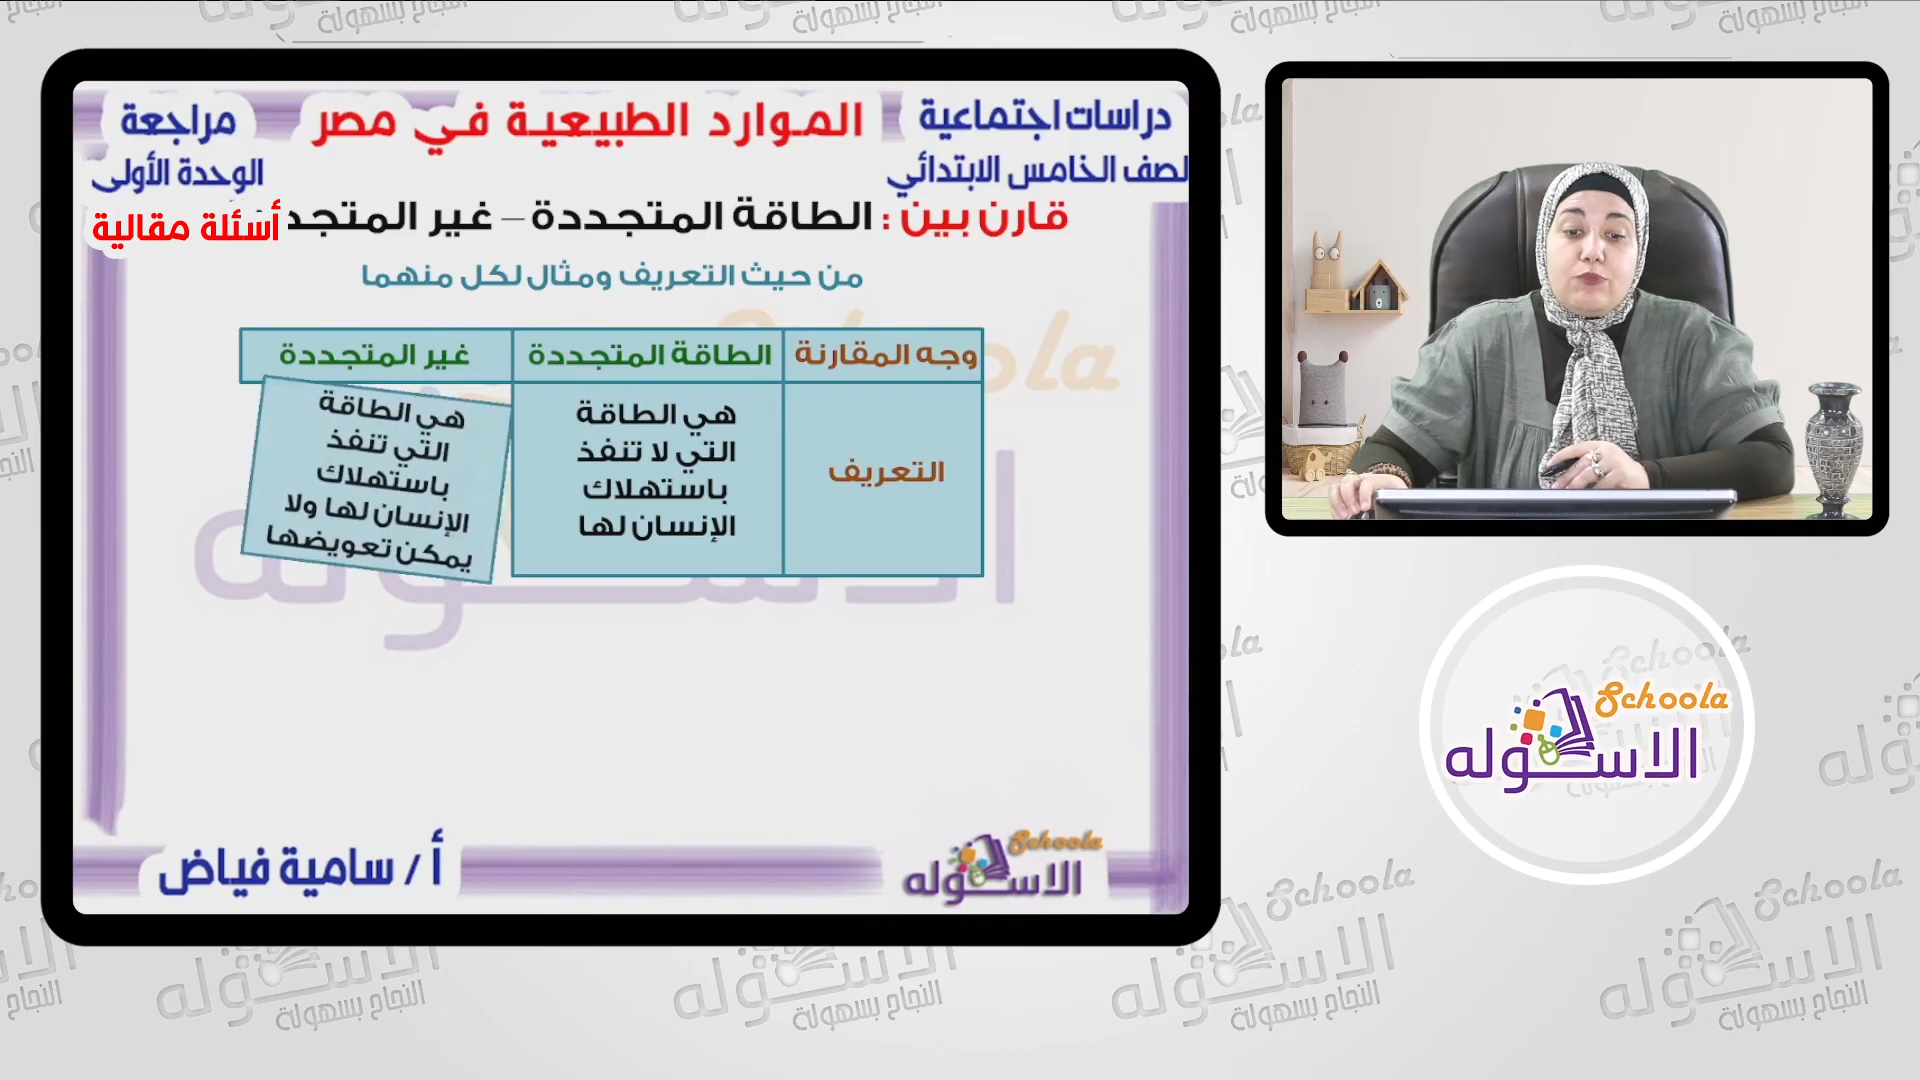 دراسات اجتماعية
الموارد الطبيعية في مصر
مراجعة
لصف الخامس الابتدائي
الوحدة الأولى
قارن بين : الطاقة المتجددة – غير المتجدد
أسئلة مقالية
من حيث التعريف ومثال لكل منهما
وجه المقارنة
الطاقة المتجددة
غير المتجددة
التعريف
هي الطاقة
التي لا تنفذ
باستهلاك
الإنسان لها
هي الطاقة
التي تنفذ
باستهلاك
الإنسان لها ولا
يمكن تعويضها
أ / سامية فياض
Schoola
الاسكوله
Schoola
الاسكوله
النجاح بسهولة